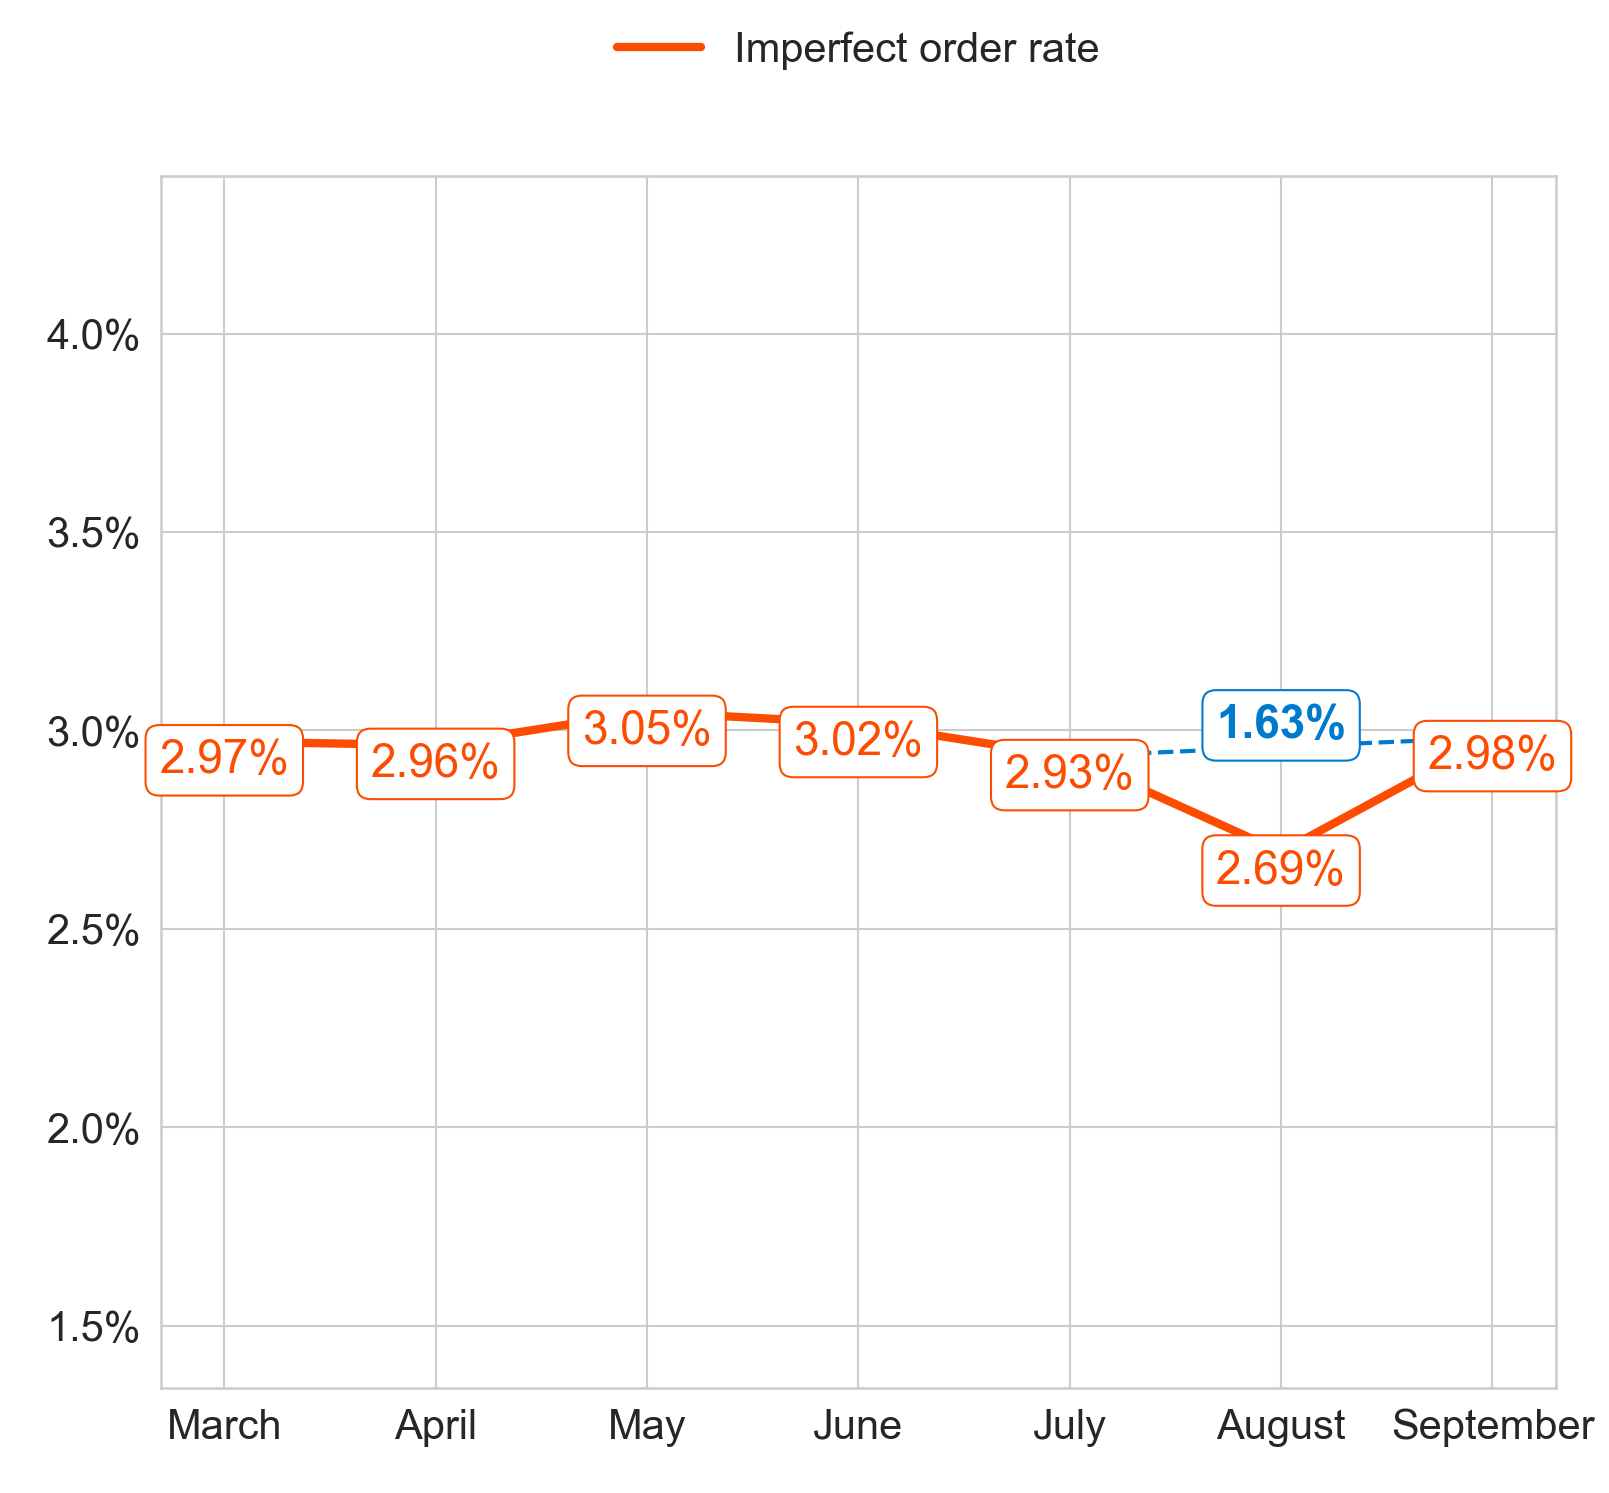 Imperfect order rate
4.0%
3.5%
3.0%
2.5%
2.0%
1.5%
2.97%
2.96%
3.05%
3.02%
2.93%
1.63%
2.69%
2.98%
March
April
May
June
July
August
September